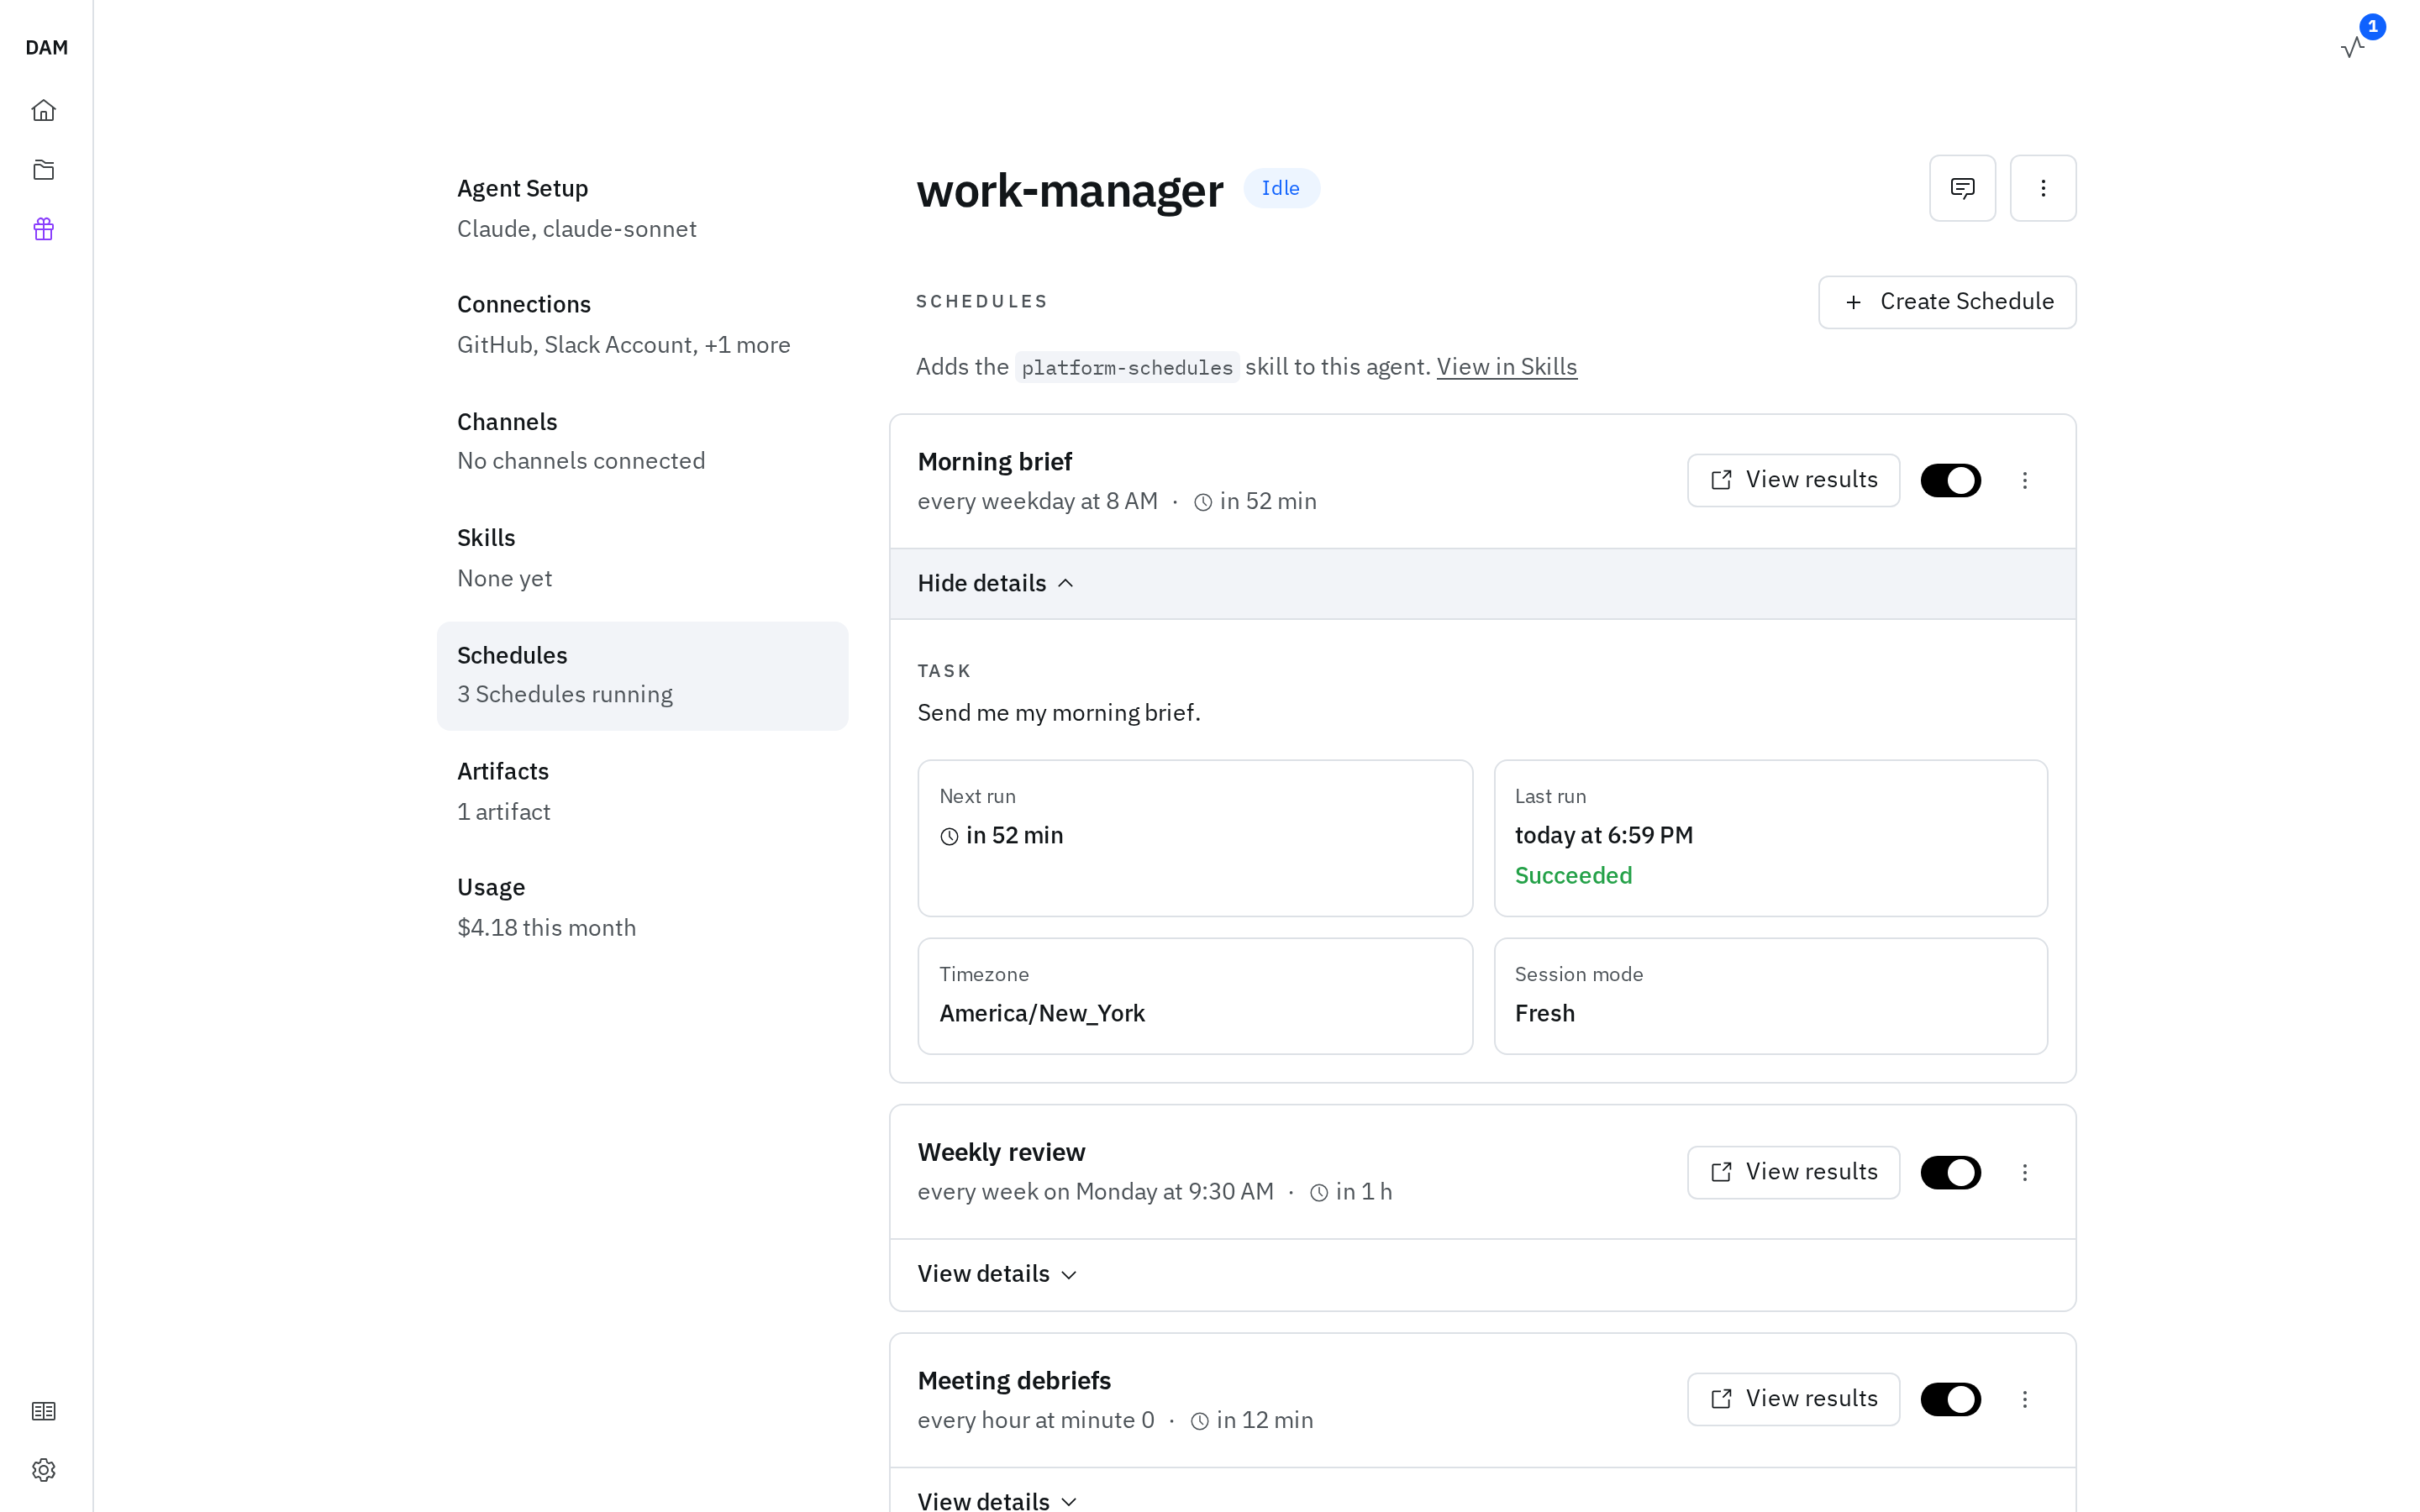 DAM
1
Agent Setup
Claude, claude-sonnet
Connections
GitHub, Slack Account, +1 more
Channels
No channels connected
Skills
None yet
Schedules
3 Schedules running
Artifacts
1 artifact
Usage
$4.18 this month
work-manager
Idle
SCHEDULES
Create Schedule
Adds the platform-schedules skill to this agent. View in Skills
Morning brief
every weekday at 8 AM · in 52 min
View results
Hide details
TASK
Send me my morning brief.
Next run
in 52 min
Last run
today at 6:59 PM
Succeeded
Timezone
America/New_York
Session mode
Fresh
Weekly review
every week on Monday at 9:30 AM · in 1 h
View results
View details
Meeting debriefs
every hour at minute 0 · in 12 min
View results
View details